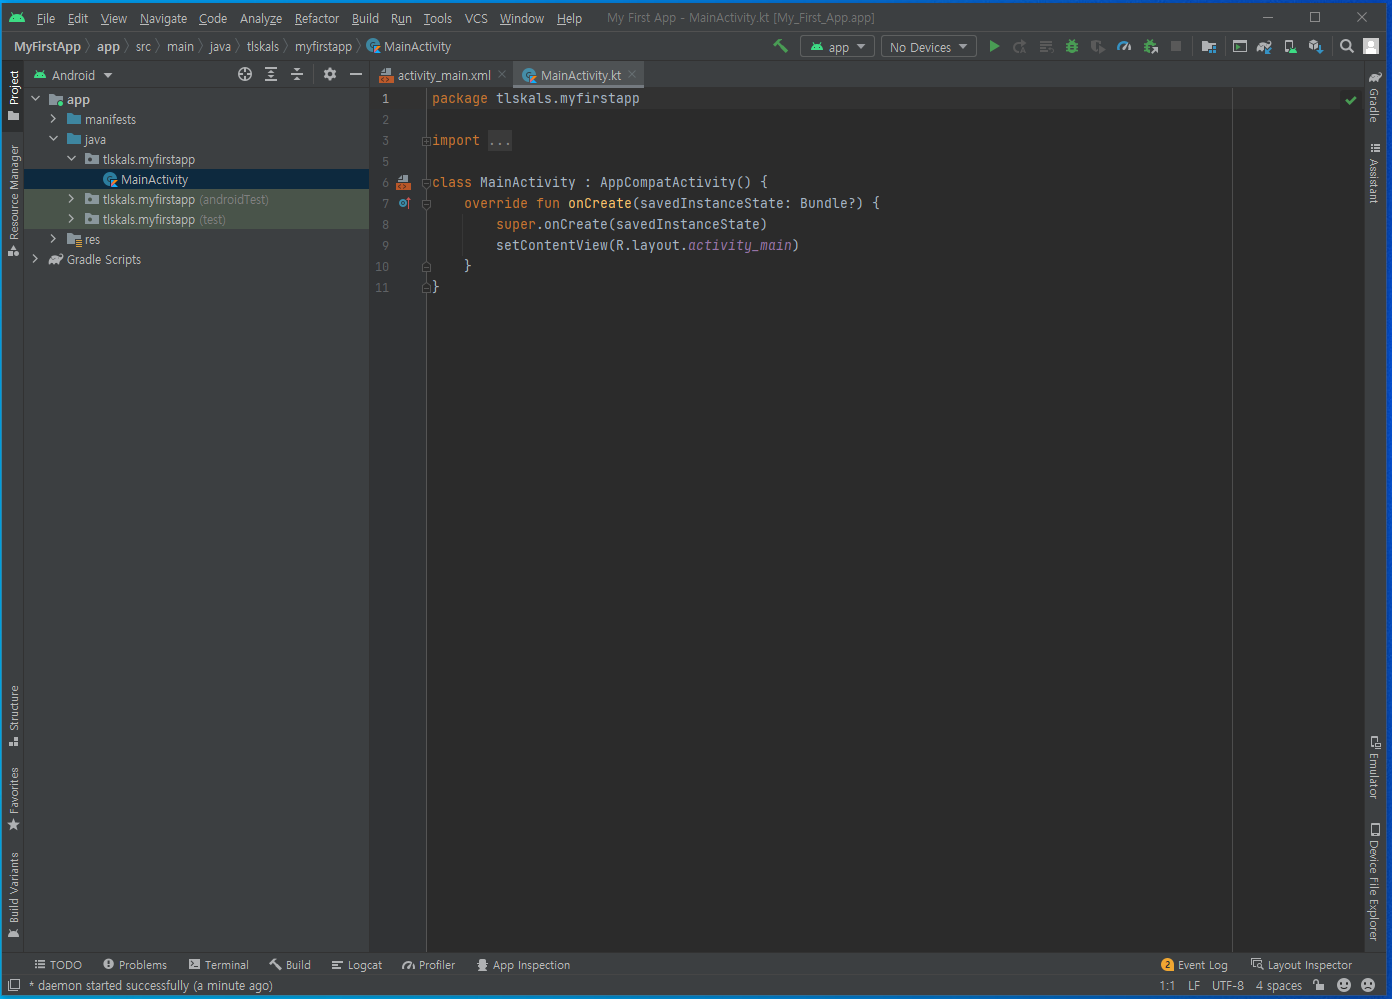 File Edit View Navigate Code Analyze Refactor Build Run Tools VCS Window Help My First App - MainActivity.kt [My_First_App.app]
MyFirstApp app src main java tlskals myfirstapp MainActivity app No Devices
Project
Resource Manager
Structure
Favorites
Build Variants
Android
app
manifests
java
tlskals.myfirstapp
MainActivity
tlskals.myfirstapp (androidTest)
tlskals.myfirstapp (test)
res
Gradle Scripts
activity_main.xml MainActivity.kt
1 package tlskals.myfirstapp
2
3 import ...
5
6 class MainActivity : AppCompatActivity() {
7 override fun onCreate(savedInstanceState: Bundle?) {
8 super.onCreate(savedInstanceState)
9 setContentView(R.layout.activity_main)
10 }
11 }
Gradle
Assistant
Emulator
Device File Explorer
TODO Problems Terminal Build Logcat Profiler App Inspection 2 Event Log Layout Inspector
* daemon started successfully (a minute ago) 1:1 LF UTF-8 4 spaces